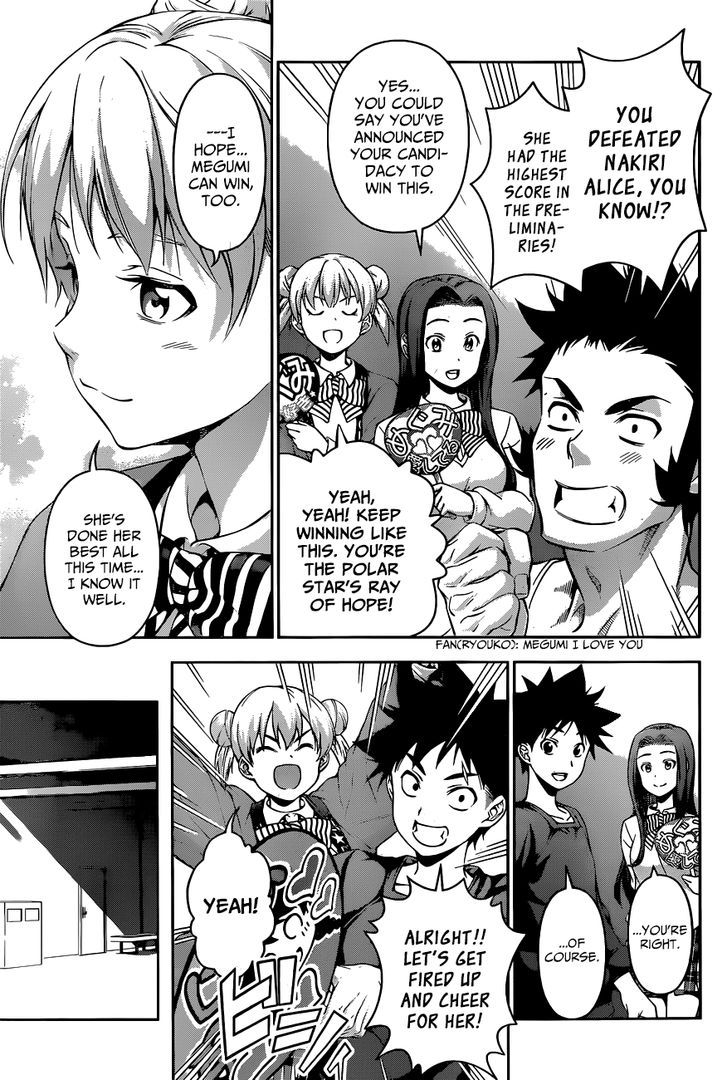 YOU
DEFEATED
NAKIRI
ALICE, YOU
KNOW!?
SHE
HAD THE
HIGHEST
SCORE IN
THE PRE-
LIMINA-
RIES!
YES...
YOU COULD
SAY YOU'VE
ANNOUNCED
YOUR CANDI-
DACY TO
WIN THIS.
YEAH,
YEAH! KEEP
WINNING LIKE
THIS. YOU'RE
THE POLAR
STAR'S RAY
OF HOPE!
FAN(RYOUKO): MEGUMI I LOVE YOU
---I
HOPE...
MEGUMI
CAN WIN,
TOO.
SHE'S
DONE HER
BEST ALL
THIS TIME...
I KNOW IT
WELL.
...YOU'RE
RIGHT.
...OF
COURSE.
ALRIGHT!!
LET'S GET
FIRED UP
AND CHEER
FOR HER!
YEAH!
ビシッ